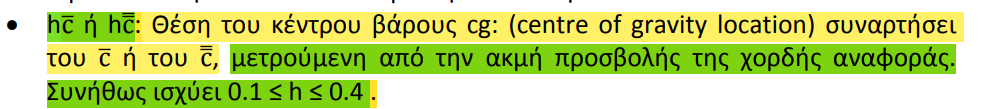 • hc̅ ή hc̿: Θέση του κέντρου βάρους cg: (centre of gravity location) συναρτήσει
του c̅ ή του c̿, μετρούμενη από την ακμή προσβολής της χορδής αναφοράς.
Συνήθως ισχύει 0.1 ≤ h ≤ 0.4 .